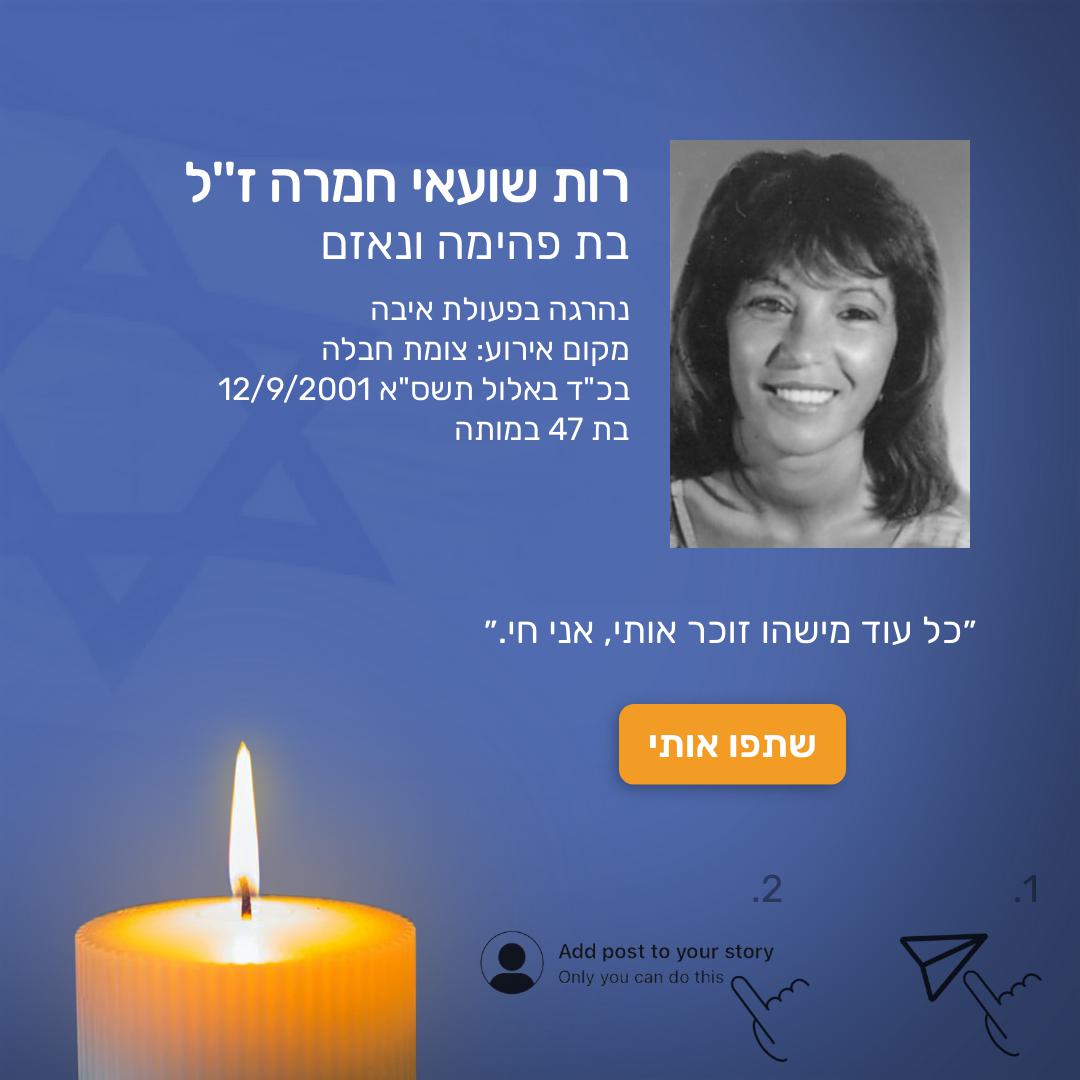 רות שועאי חמרה ז"ל
בת פהימה ונאזם
נהרגה בפעולת איבה
מקום אירוע: צומת חבלה
בכ"ד באלול תשס"א 12/9/2001
בת 47 במותה
״כל עוד מישהו זוכר אותי, אני חי.״
שתפו אותי
1.
2.
Add post to your story
Only you can do this